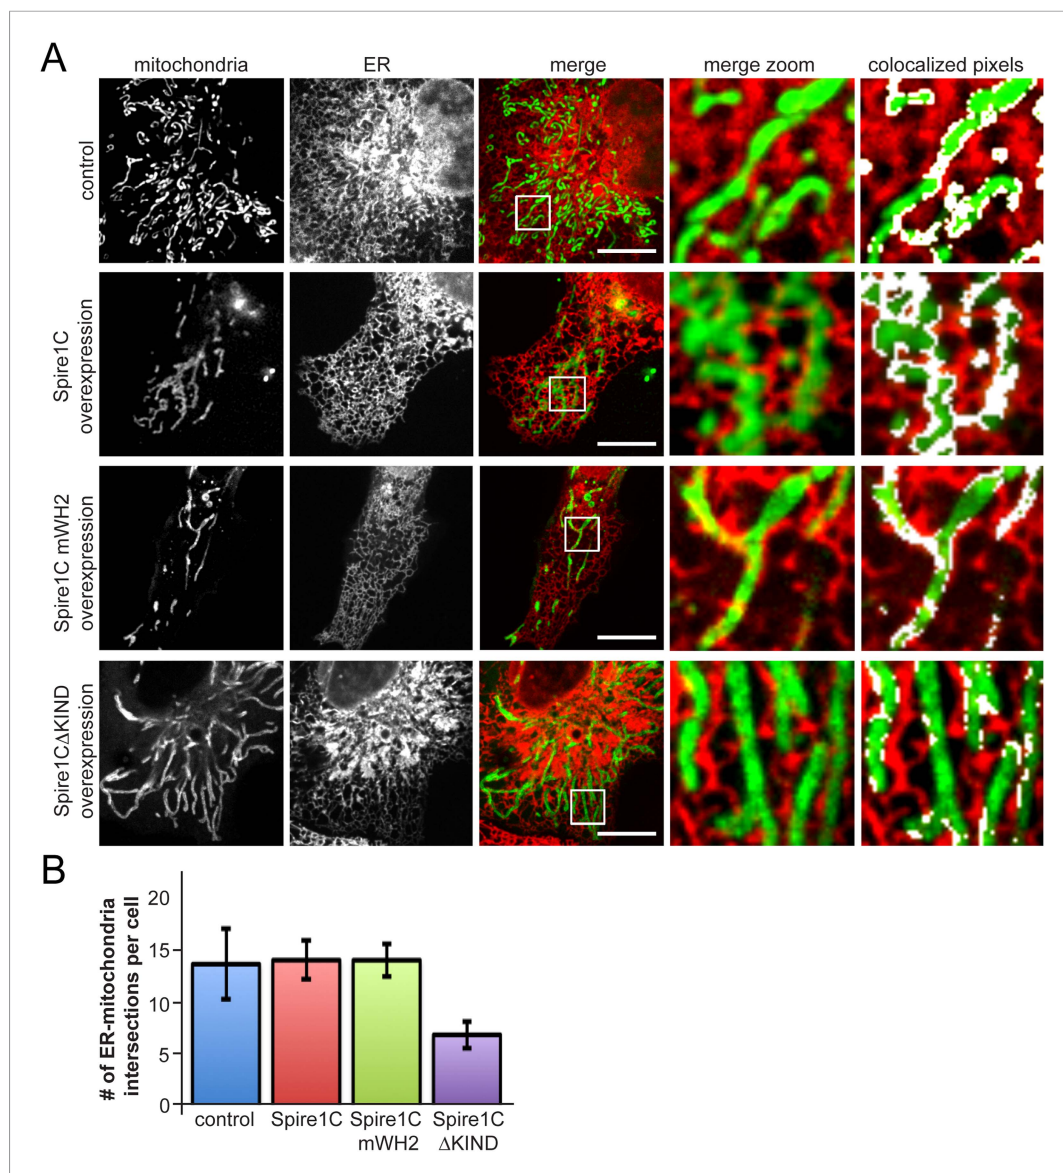 A
mitochondria
ER
merge
merge zoom
colocalized pixels
control
Spire1C
overexpression
Spire1C mWH2
overexpression
Spire1CΔKIND
overexpression
B
# of ER-mitochondria
intersections per cell
20
15
10
5
0
control
Spire1C
Spire1C
mWH2
Spire1C
ΔKIND